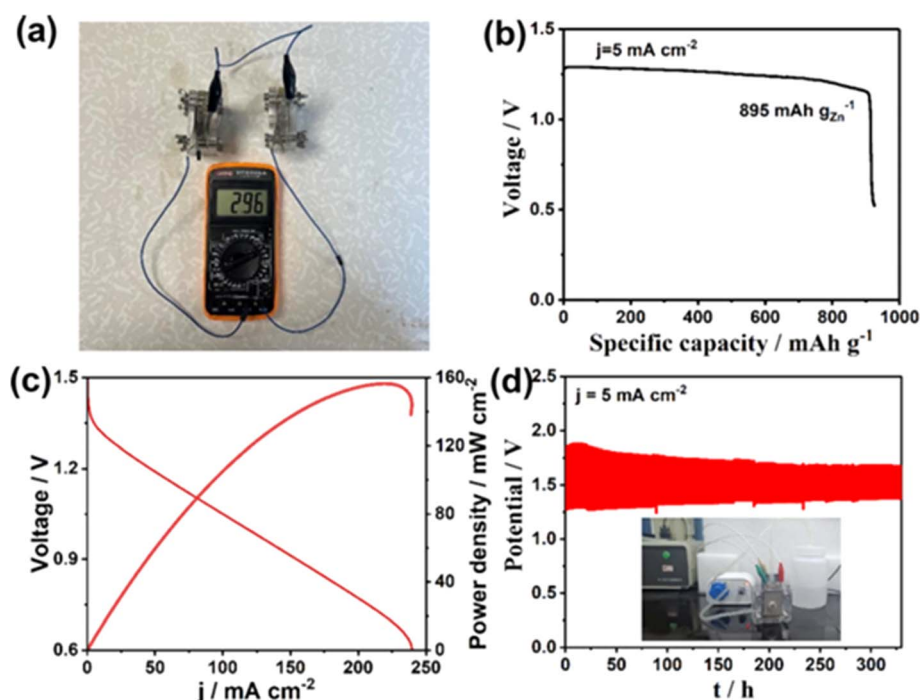 (a)
296
(b)
j=5 mA cm⁻²
895 mAh g_Zn⁻¹
Voltage / V
1.5
1.2
0.9
0.5
0.0
0
200
400
600
800
1000
Specific capacity / mAh g⁻¹
(c)
Voltage / V
1.5
1.2
0.9
0.6
160
120
80
40
0
Power density / mW cm⁻²
0
50
100
150
200
250
j / mA cm⁻²
(d)
j = 5 mA cm⁻²
Potential / V
2.5
2.0
1.5
1.0
0.5
0.0
0
50
100
150
200
250
300
t / h